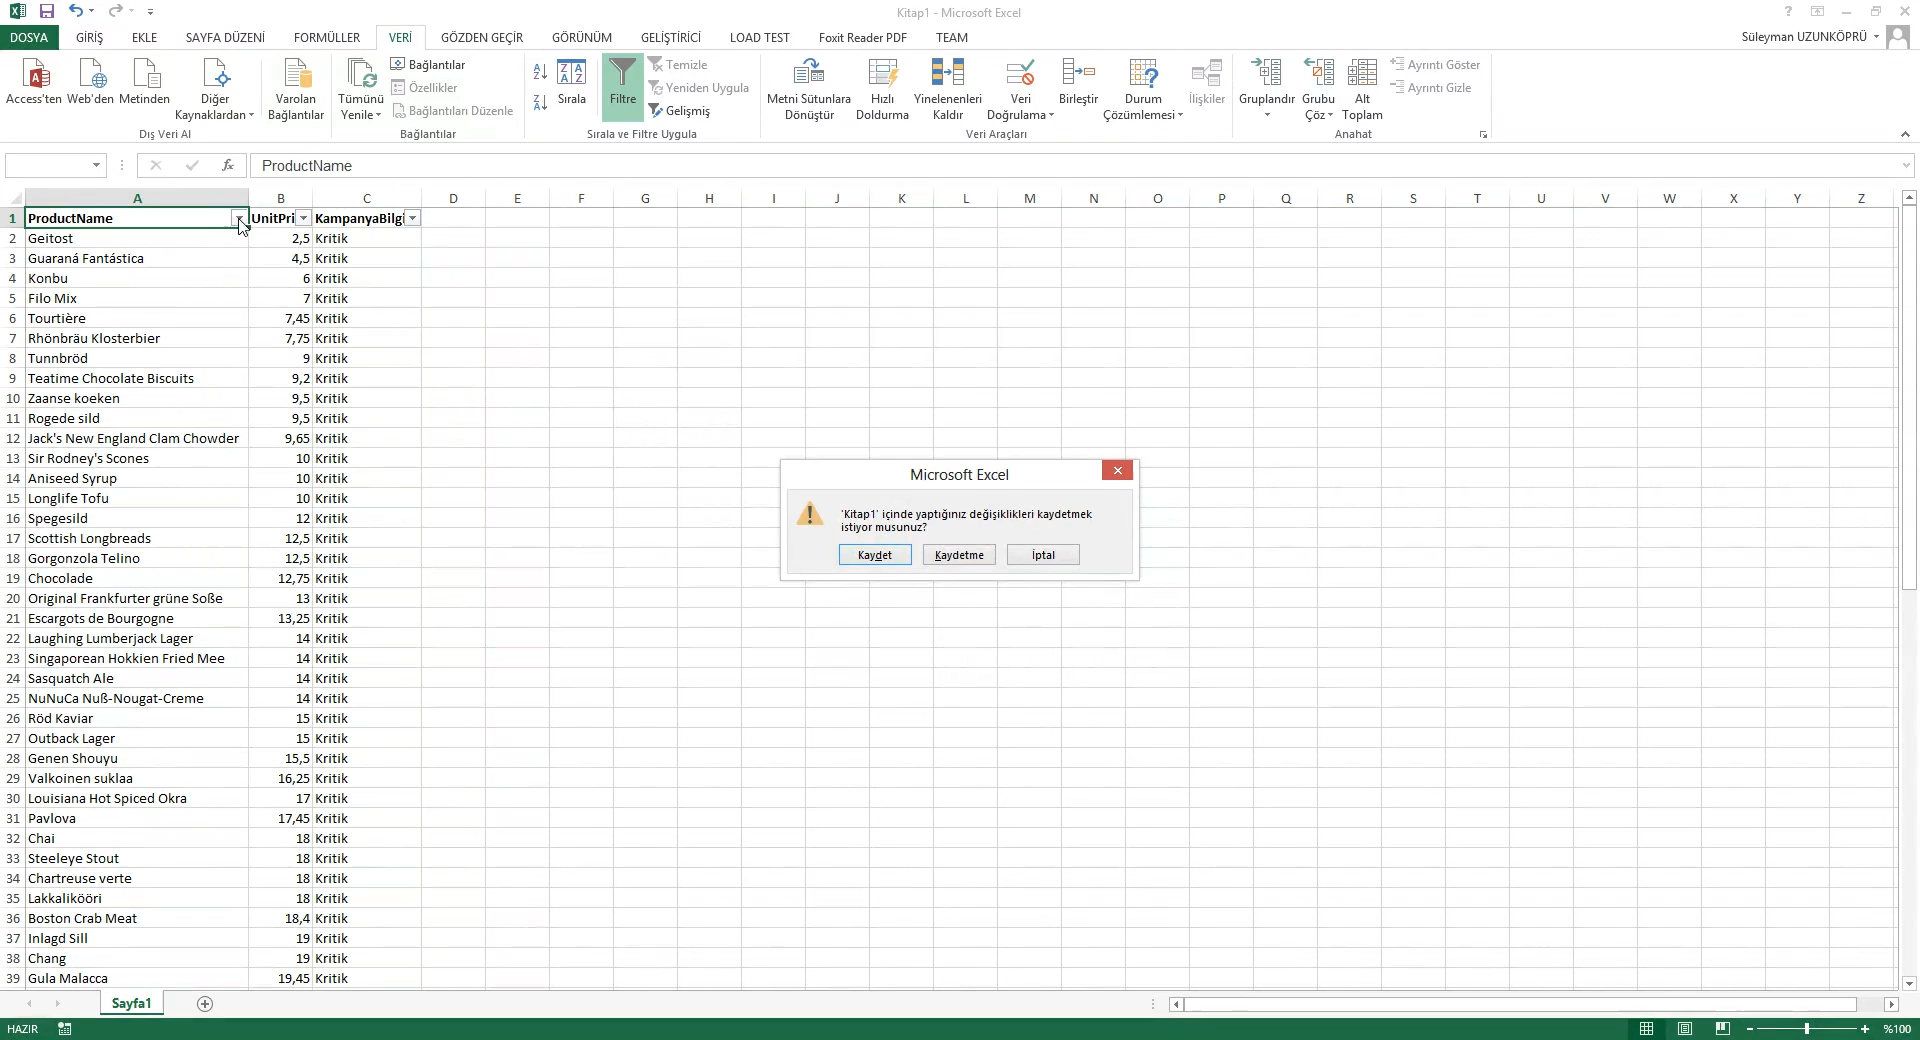 Kitap1 - Microsoft Excel
DOSYA GİRİŞ EKLE SAYFA DÜZENİ FORMÜLLER VERİ GÖZDEN GEÇİR GÖRÜNÜM GELİŞTİRİCİ LOAD TEST Foxit Reader PDF TEAM Süleyman UZUNKÖPRÜ
Access'ten Web'den Metinden Diğer Kaynaklardan
Dış Veri Al
Varolan Bağlantılar
Tümünü Yenile
Bağlantılar
Özellikler
Bağlantıları Düzenle
Bağlantılar
Sırala
Filtre
Temizle
Yeniden Uygula
Gelişmiş
Sırala ve Filtre Uygula
Metni Sütunlara Dönüştür
Hızlı Doldurma
Yinelenenleri Kaldır
Veri Doğrulama
Birleştir
Durum Çözümlemesi
İlişkiler
Veri Araçları
Gruplandır
Grubu Çöz
Alt Toplam
Ayrıntı Göster
Ayrıntı Gizle
Anahat
fx ProductName
A B C D E F G H I J K L M N O P Q R S T U V W X Y Z
1 ProductName UnitPri KampanyaBilgi
2 Geitost 2,5 Kritik
3 Guaraná Fantástica 4,5 Kritik
4 Konbu 6 Kritik
5 Filo Mix 7 Kritik
6 Tourtière 7,45 Kritik
7 Rhönbräu Klosterbier 7,75 Kritik
8 Tunnbröd 9 Kritik
9 Teatime Chocolate Biscuits 9,2 Kritik
10 Zaanse koeken 9,5 Kritik
11 Rogede sild 9,5 Kritik
12 Jack's New England Clam Chowder 9,65 Kritik
13 Sir Rodney's Scones 10 Kritik
14 Aniseed Syrup 10 Kritik
15 Longlife Tofu 10 Kritik
16 Spegesild 12 Kritik
17 Scottish Longbreads 12,5 Kritik
18 Gorgonzola Telino 12,5 Kritik
19 Chocolade 12,75 Kritik
20 Original Frankfurter grüne Soße 13 Kritik
21 Escargots de Bourgogne 13,25 Kritik
22 Laughing Lumberjack Lager 14 Kritik
23 Singaporean Hokkien Fried Mee 14 Kritik
24 Sasquatch Ale 14 Kritik
25 NuNuCa Nuß-Nougat-Creme 14 Kritik
26 Röd Kaviar 15 Kritik
27 Outback Lager 15 Kritik
28 Genen Shouyu 15,5 Kritik
29 Valkoinen suklaa 16,25 Kritik
30 Louisiana Hot Spiced Okra 17 Kritik
31 Pavlova 17,45 Kritik
32 Chai 18 Kritik
33 Steeleye Stout 18 Kritik
34 Chartreuse verte 18 Kritik
35 Lakkalikööri 18 Kritik
36 Boston Crab Meat 18,4 Kritik
37 Inlagd Sill 19 Kritik
38 Chang 19 Kritik
39 Gula Malacca 19,45 Kritik
Microsoft Excel
'Kitap1' içinde yaptığınız değişiklikleri kaydetmek
istiyor musunuz?
Kaydet Kaydetme İptal
Sayfa1
HAZIR %100